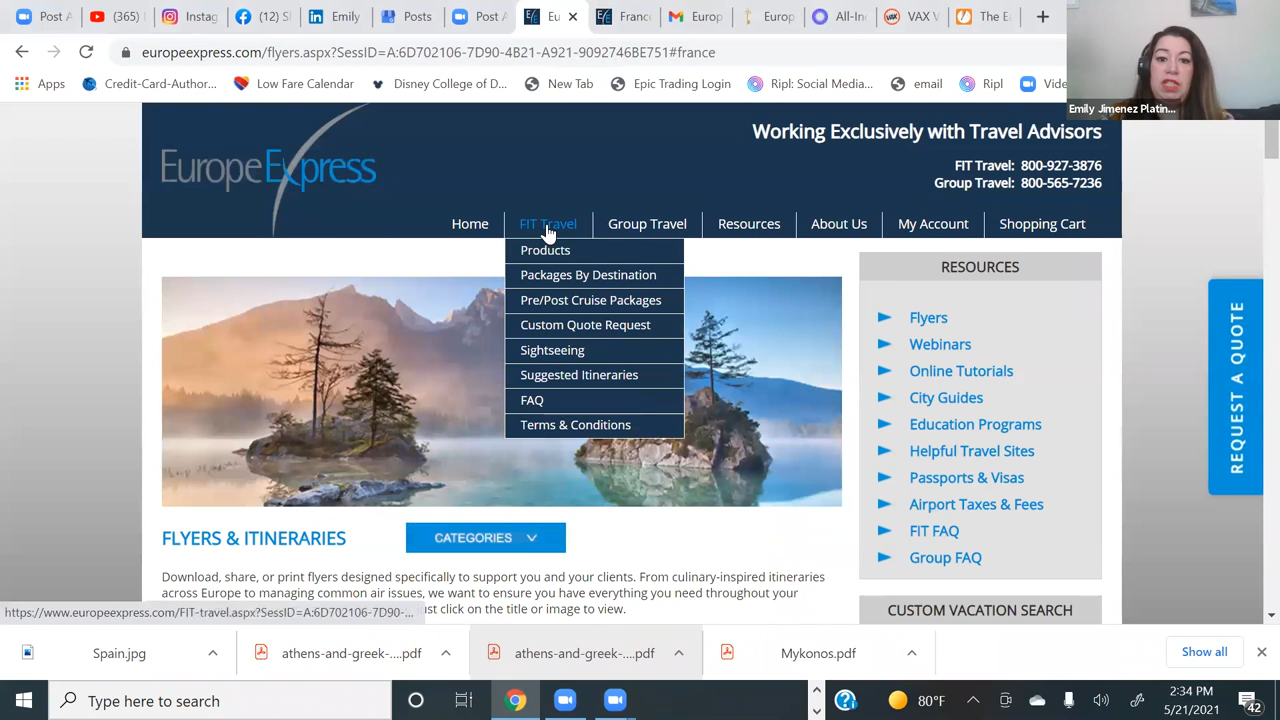 (365)
Instag
(12) S
Emily
Posts
Post A
Eu
Franc
Europ
Europ
All-In
VAX V
The Ea
europeexpress.com/flyers.aspx?SessID=A:6D702106-7D90-4B21-A921-9092746BE751#france
Apps
Credit-Card-Author...
Low Fare Calendar
Disney College D...
New Tab
Epic Trading Login
Ripl: Social Media...
email
Ripl
Vide
Emily Jimenez Platin...
EuropeExpress
Working Exclusively with Travel Advisors
FIT Travel: 800-927-3876
Group Travel: 800-565-7236
Home
FIT Travel
Group Travel
Resources
About Us
My Account
Shopping Cart
Products
Packages By Destination
Pre/Post Cruise Packages
Custom Quote Request
Sightseeing
Suggested Itineraries
FAQ
Terms & Conditions
RESOURCES
Flyers
Webinars
Online Tutorials
City Guides
Education Programs
Helpful Travel Sites
Passports & Visas
Airport Taxes & Fees
FIT FAQ
Group FAQ
CUSTOM VACATION SEARCH
REQUEST A QUOTE
FLYERS & ITINERARIES
CATEGORIES
Download, share, or print flyers designed specifically to support you and your clients. From culinary-inspired itineraries
across Europe to managing common air issues, we want to ensure you have everything you need throughout your
just click on the title or image to view.
https://www.europeexpress.com/FIT-travel.aspx?SessID=A:6D702106-7D90-...
Spain.jpg
athens-and-greek-....pdf
athens-and-greek-....pdf
Mykonos.pdf
Show all
Type here to search
80°F
2:34 PM
5/21/2021
42